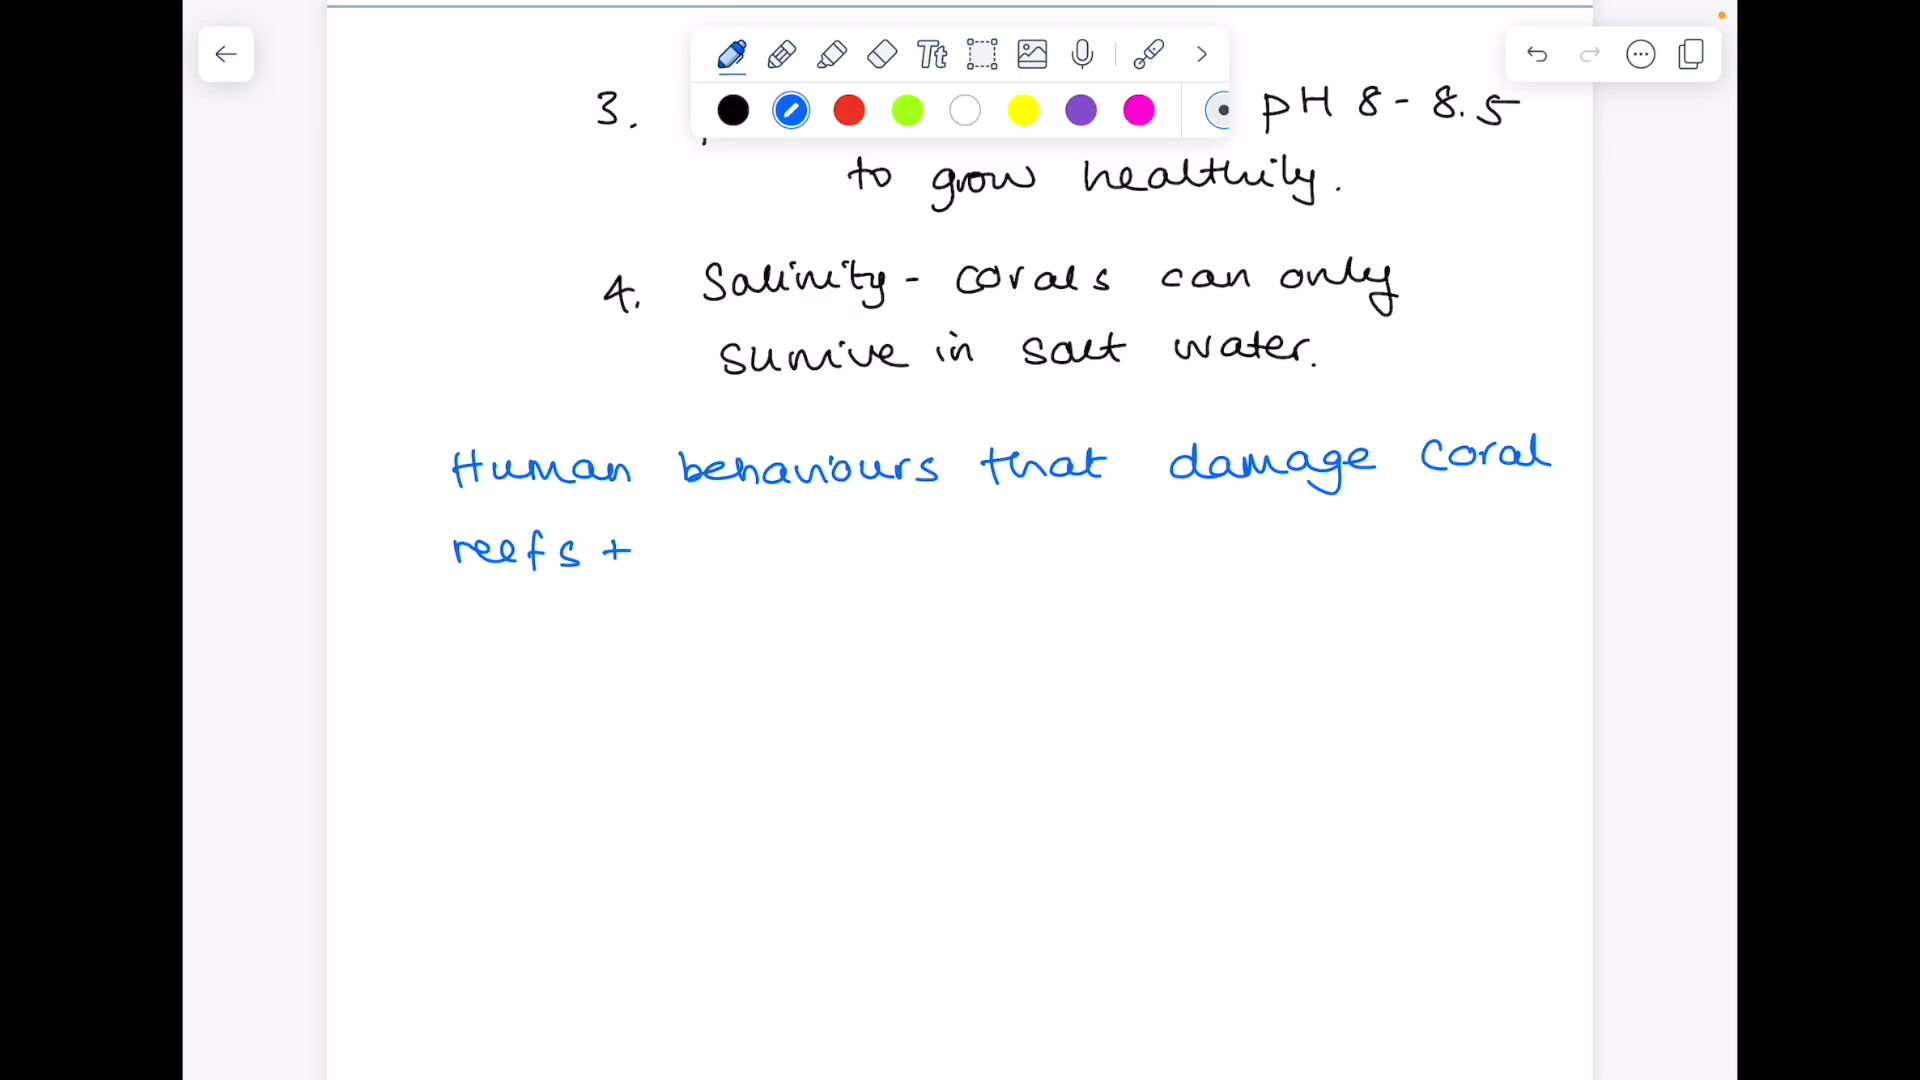 Tt
3. pH 8 - 8.5
to grow healthily.
4. Salinity - corals can only
survive in salt water.
Human behaviours that damage coral
reefs +